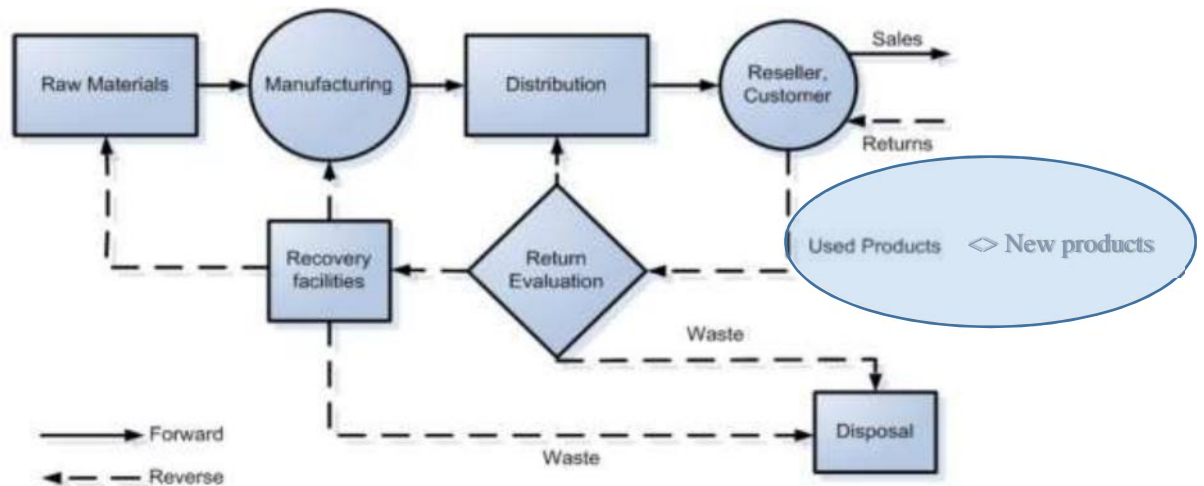 Sales
Raw Materials
Manufacturing
Distribution
Reseller,
Customer
Returns
Used Products <> New products
Recovery
facilities
Return
Evaluation
Waste
Disposal
Forward
Waste
Reverse